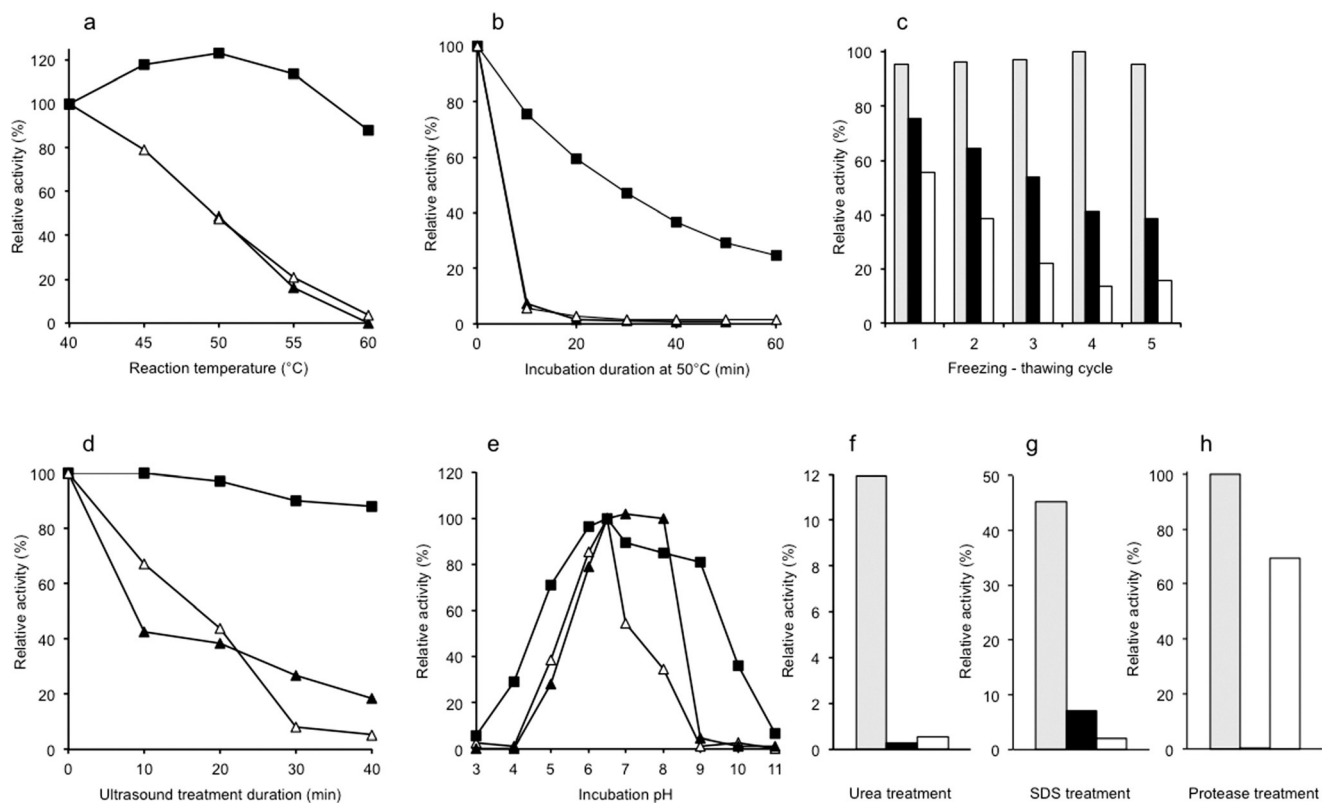 a
120
100
80
60
40
20
0
Relative activity (%)
40 45 50 55 60
Reaction temperature (°C)
b
100
80
60
40
20
0
Relative activity (%)
0 20 40 60
Incubation duration at 50°C (min)
c
100
80
60
40
20
0
Relative activity (%)
1 2 3 4 5
Freezing - thawing cycle
d
100
80
60
40
20
0
Relative activity (%)
0 10 20 30 40
Ultrasound treatment duration (min)
e
120
100
80
60
40
20
0
Relative activity (%)
3 4 5 6 7 8 9 10 11
Incubation pH
f
12
10
8
6
4
2
0
Relative activity (%)
Urea treatment
g
50
40
30
20
10
0
Relative activity (%)
SDS treatment
h
100
80
60
40
20
0
Relative activity (%)
Protease treatment